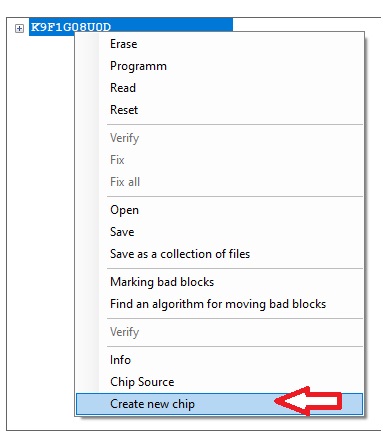 K9F1G08U0D
Erase
Programm
Read
Reset
Verify
Fix
Fix all
Open
Save
Save as a collection of files
Marking bad blocks
Find an algorithm for moving bad blocks
Verify
Info
Chip Source
Create new chip